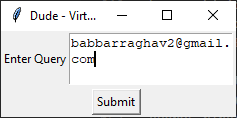 Dude - Virt...
Enter Query
babbarraghav2@gmail.
com
Submit